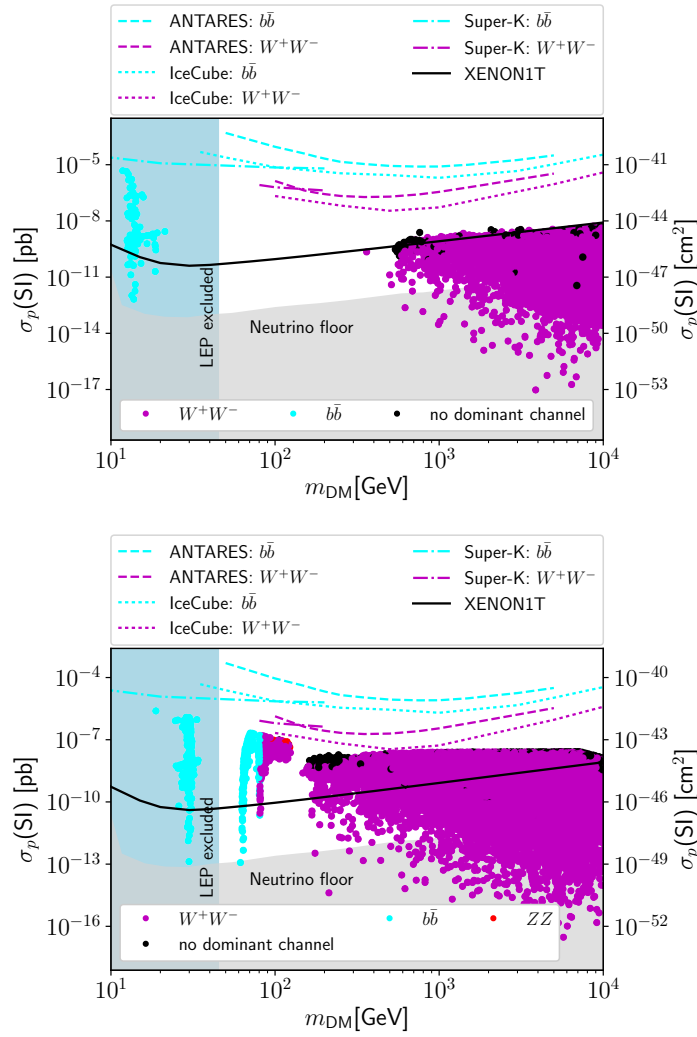 ANTARES: $b\bar{b}$ Super-K: $b\bar{b}$
ANTARES: $W^+W^-$ Super-K: $W^+W^-$
IceCube: $b\bar{b}$ XENON1T
IceCube: $W^+W^-$
$10^{-5}$ $10^{-41}$
$10^{-8}$ $10^{-44}$
$10^{-11}$ $10^{-47}$
$10^{-14}$ $10^{-50}$
$10^{-17}$ $10^{-53}$
$\sigma_p$(SI) [pb]
$\sigma_p$(SI) [cm$^2$]
LEP excluded
Neutrino floor
$W^+W^-$ $b\bar{b}$ no dominant channel
$10^1$ $10^2$ $10^3$ $10^4$
$m_{\mathrm{DM}}$[GeV]
ANTARES: $b\bar{b}$ Super-K: $b\bar{b}$
ANTARES: $W^+W^-$ Super-K: $W^+W^-$
IceCube: $b\bar{b}$ XENON1T
IceCube: $W^+W^-$
$10^{-4}$ $10^{-40}$
$10^{-7}$ $10^{-43}$
$10^{-10}$ $10^{-46}$
$10^{-13}$ $10^{-49}$
$10^{-16}$ $10^{-52}$
$\sigma_p$(SI) [pb]
$\sigma_p$(SI) [cm$^2$]
LEP excluded
Neutrino floor
$W^+W^-$ $b\bar{b}$ $ZZ$
no dominant channel
$10^1$ $10^2$ $10^3$ $10^4$
$m_{\mathrm{DM}}$[GeV]